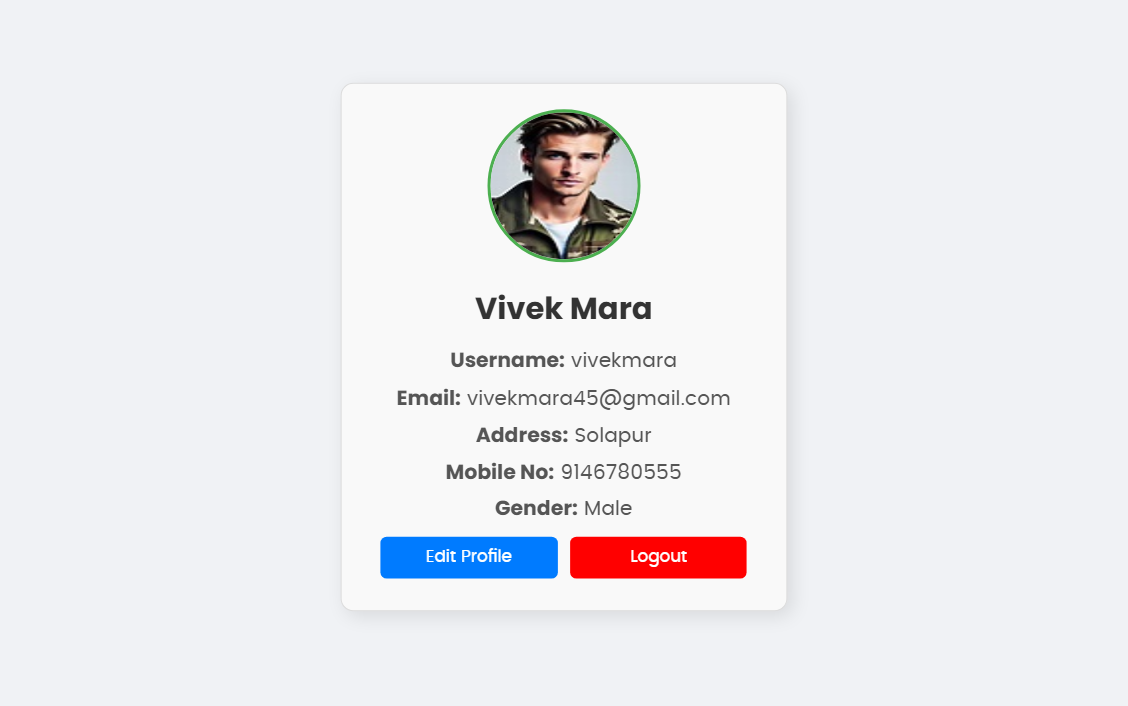 Vivek Mara
Username: vivekmara
Email: vivekmara45@gmail.com
Address: Solapur
Mobile No: 9146780555
Gender: Male
Edit Profile
Logout